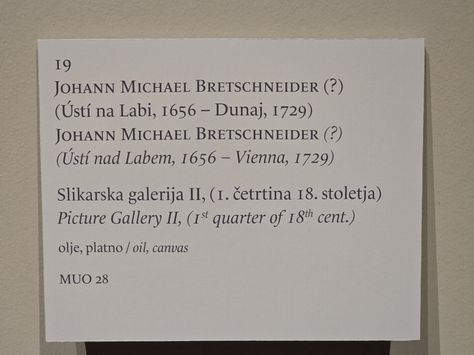 19
Johann Michael Bretschneider (?)
(Ústí na Labi, 1656 – Dunaj, 1729)
Johann Michael Bretschneider (?)
(Ústí nad Labem, 1656 – Vienna, 1729)
Slikarska galerija II, (1. četrtina 18. stoletja)
Picture Gallery II, (1st quarter of 18th cent.)
olje, platno / oil, canvas
MUO 28